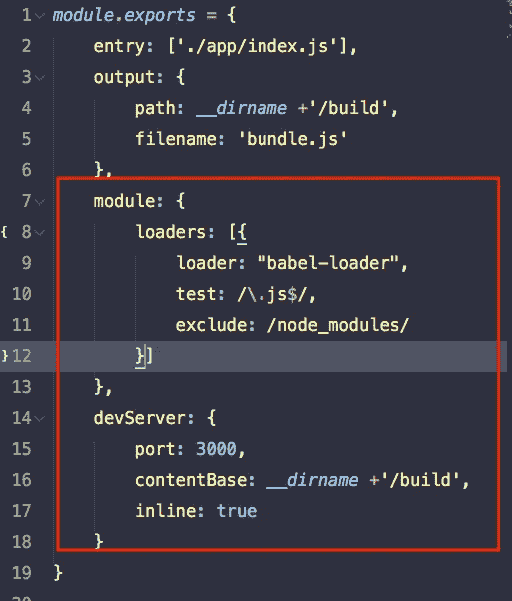 1 module.exports = {
2     entry: ['./app/index.js'],
3     output: {
4         path: __dirname +'/build',
5         filename: 'bundle.js'
6     },
7     module: {
{ 8         loaders: [{
9             loader: "babel-loader",
10             test: /\.js$/,
11             exclude: /node_modules/
} 12         }]
13     },
14     devServer: {
15         port: 3000,
16         contentBase: __dirname +'/build',
17         inline: true
18     }
19 }